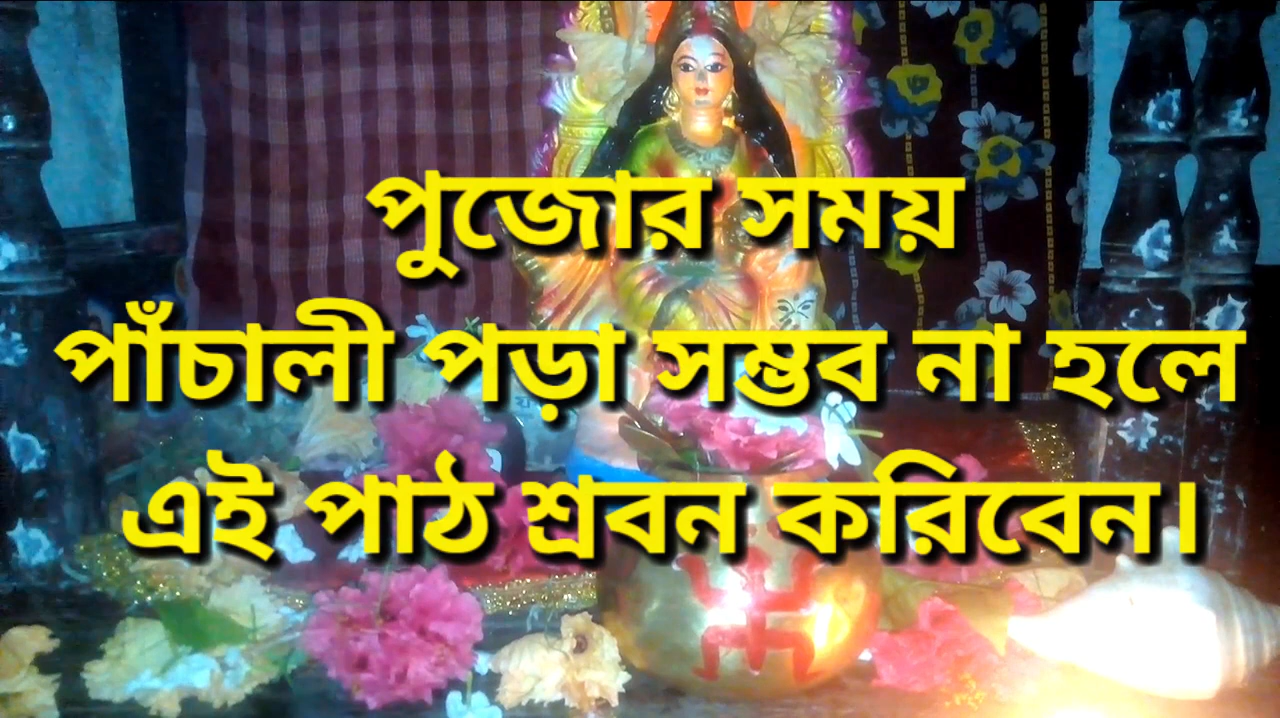 পুজোর সময়
পাঁচালী পড়া সম্ভব না হলে
এই পাঠ শ্রবন করিবেন।